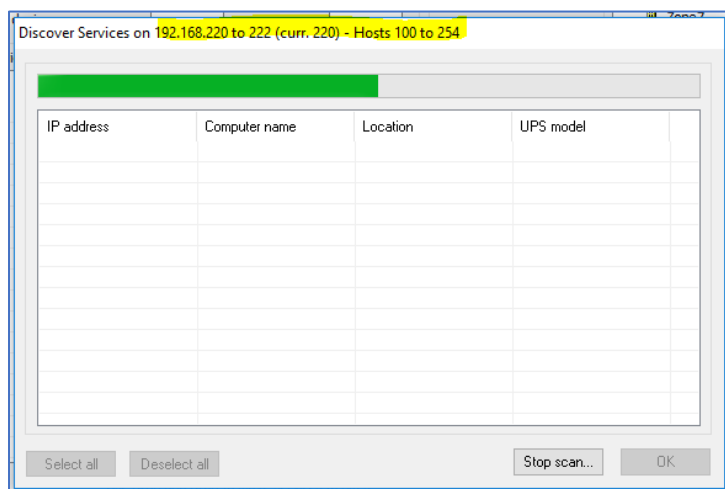 Zone7
Discover Services on 192.168.220 to 222 (curr. 220) - Hosts 100 to 254
IP address Computer name Location UPS model
Select all Deselect all Stop scan... OK